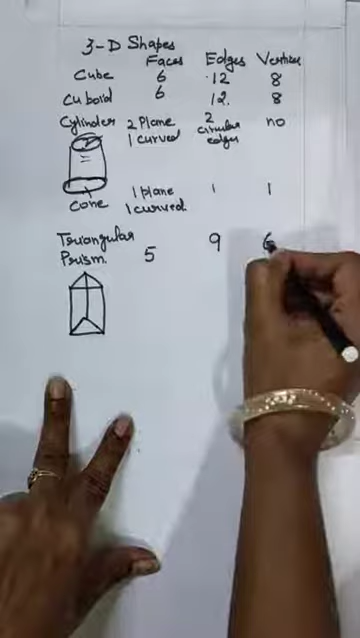 3-D Shapes
Faces Edges Vertices
Cube 6 12 8
Cuboid 6 12. 8
Cylinder 2 Plane 2 no
1 curved circular
edges
Cone 1 plane 1 1
1 curved
Triangular
Prism 5 9 6